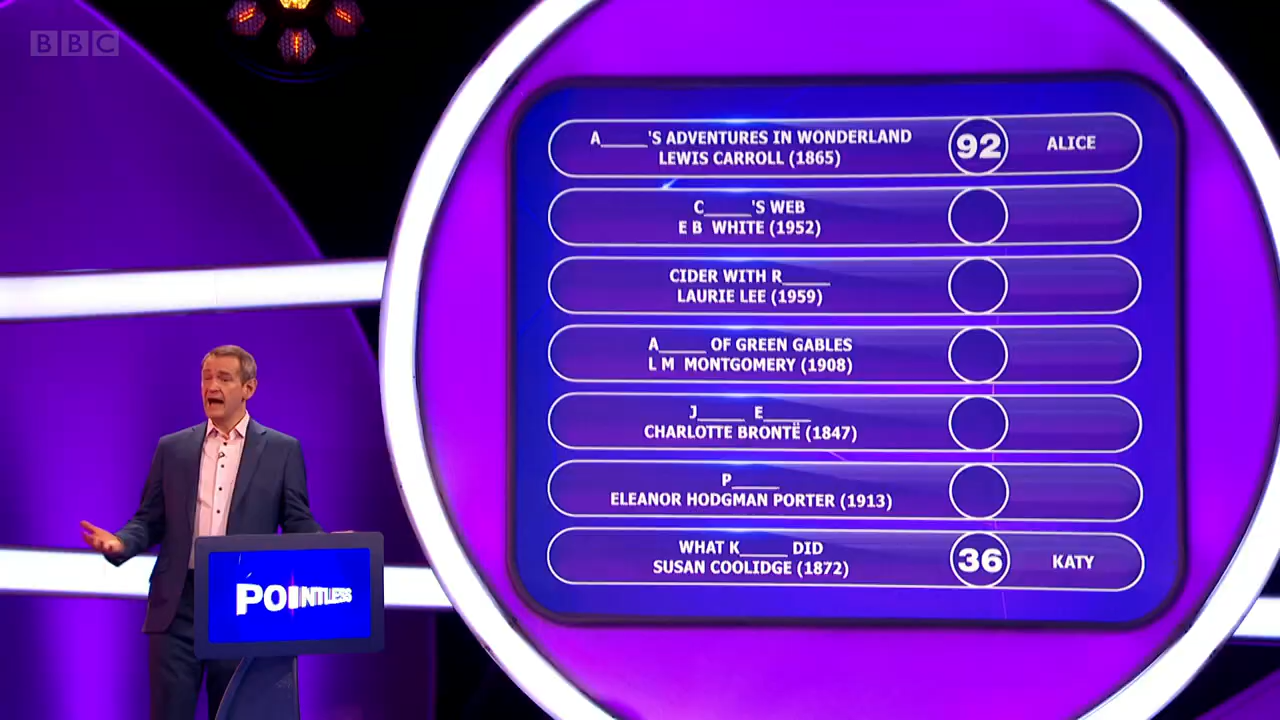 BBC
A_____'S ADVENTURES IN WONDERLAND
LEWIS CARROLL (1865)
92
ALICE
C_____'S WEB
E B WHITE (1952)
CIDER WITH R_____
LAURIE LEE (1959)
A_____ OF GREEN GABLES
L M MONTGOMERY (1908)
J_____ E____
CHARLOTTE BRONTË (1847)
P_____
ELEANOR HODGMAN PORTER (1913)
WHAT K_____ DID
SUSAN COOLIDGE (1872)
36
KATY
POINTLESS